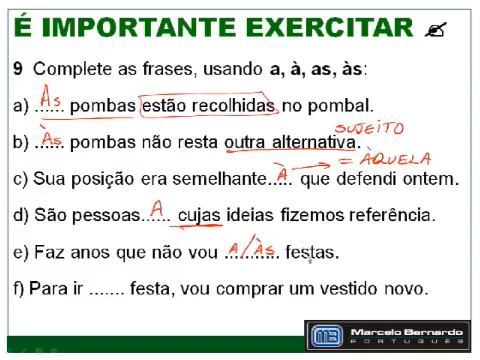 É IMPORTANTE EXERCITAR
9 Complete as frases, usando a, à, as, às:
a) As ...... pombas estão recolhidas no pombal.
SUJEITO
b) Às ...... pombas não resta outra alternativa.
= ÀQUELA
c) Sua posição era semelhante À ..... que defendi ontem.
d) São pessoas...... A cujas ideias fizemos referência.
e) Faz anos que não vou A/ÀS .......... festas.
f) Para ir ....... festa, vou comprar um vestido novo.
MB Marcelo Bernardo
PORTUGUÊS